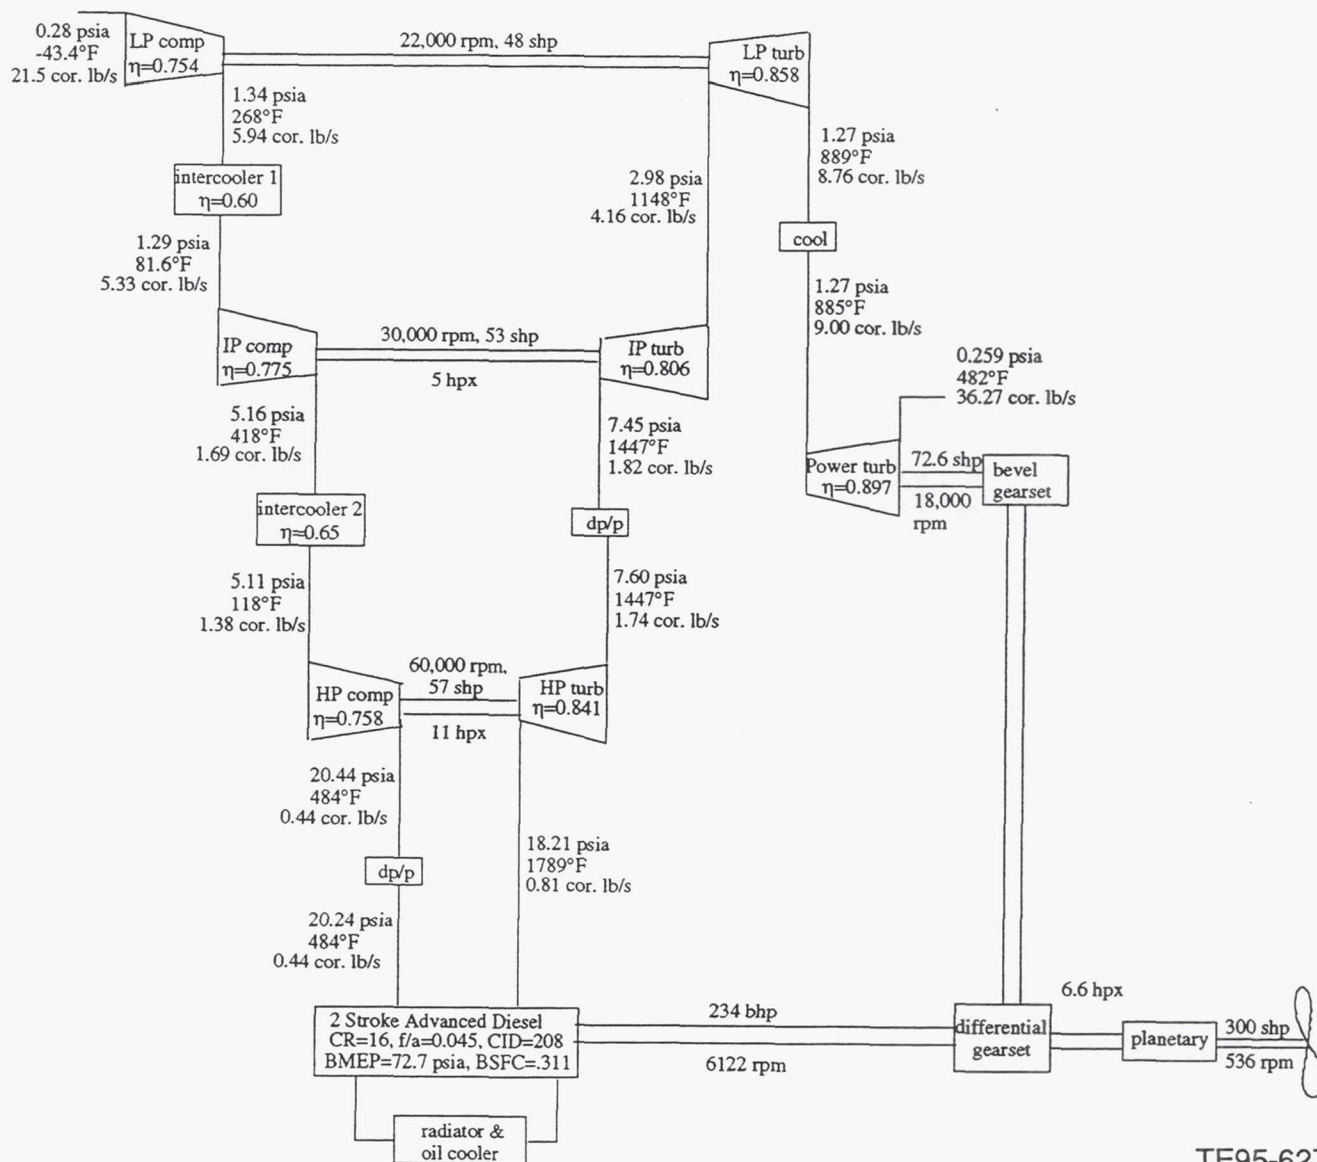 0.28 psia
-43.4°F
21.5 cor. lb/s
LP comp
η=0.754
22,000 rpm, 48 shp
LP turb
η=0.858
1.34 psia
268°F
5.94 cor. lb/s
intercooler 1
η=0.60
2.98 psia
1148°F
4.16 cor. lb/s
1.27 psia
889°F
8.76 cor. lb/s
cool
1.29 psia
81.6°F
5.33 cor. lb/s
1.27 psia
885°F
9.00 cor. lb/s
IP comp
η=0.775
30,000 rpm, 53 shp
5 hpx
IP turb
η=0.806
0.259 psia
482°F
36.27 cor. lb/s
5.16 psia
418°F
1.69 cor. lb/s
7.45 psia
1447°F
1.82 cor. lb/s
Power turb
η=0.897
72.6 shp
18,000
rpm
bevel
gearset
intercooler 2
η=0.65
dp/p
5.11 psia
118°F
1.38 cor. lb/s
7.60 psia
1447°F
1.74 cor. lb/s
HP comp
η=0.758
60,000 rpm,
57 shp
11 hpx
HP turb
η=0.841
20.44 psia
484°F
0.44 cor. lb/s
dp/p
18.21 psia
1789°F
0.81 cor. lb/s
20.24 psia
484°F
0.44 cor. lb/s
2 Stroke Advanced Diesel
CR=16, f/a=0.045, CID=208
BMEP=72.7 psia, BSFC=.311
234 bhp
6122 rpm
differential
gearset
6.6 hpx
planetary
300 shp
536 rpm
radiator &
oil cooler